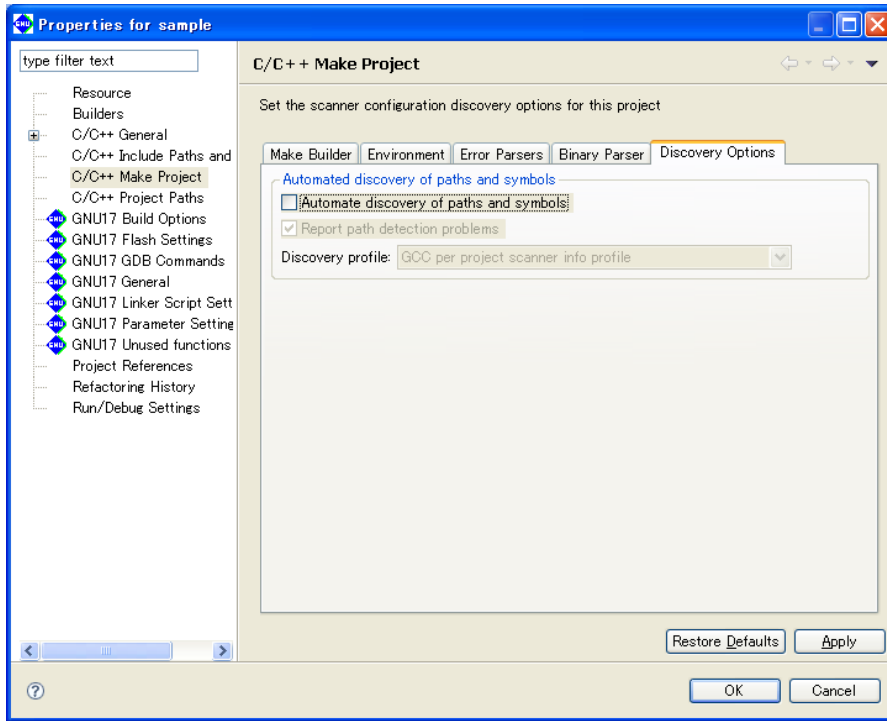 Properties for sample
type filter text
Resource
Builders
C/C++ General
C/C++ Include Paths and
C/C++ Make Project
C/C++ Project Paths
GNU17 Build Options
GNU17 Flash Settings
GNU17 GDB Commands
GNU17 General
GNU17 Linker Script Sett
GNU17 Parameter Setting
GNU17 Unused functions
Project References
Refactoring History
Run/Debug Settings
C/C++ Make Project
Set the scanner configuration discovery options for this project
Make Builder Environment Error Parsers Binary Parser Discovery Options
Automated discovery of paths and symbols
Automate discovery of paths and symbols
Report path detection problems
Discovery profile: GCC per project scanner info profile
Restore Defaults Apply
? OK Cancel